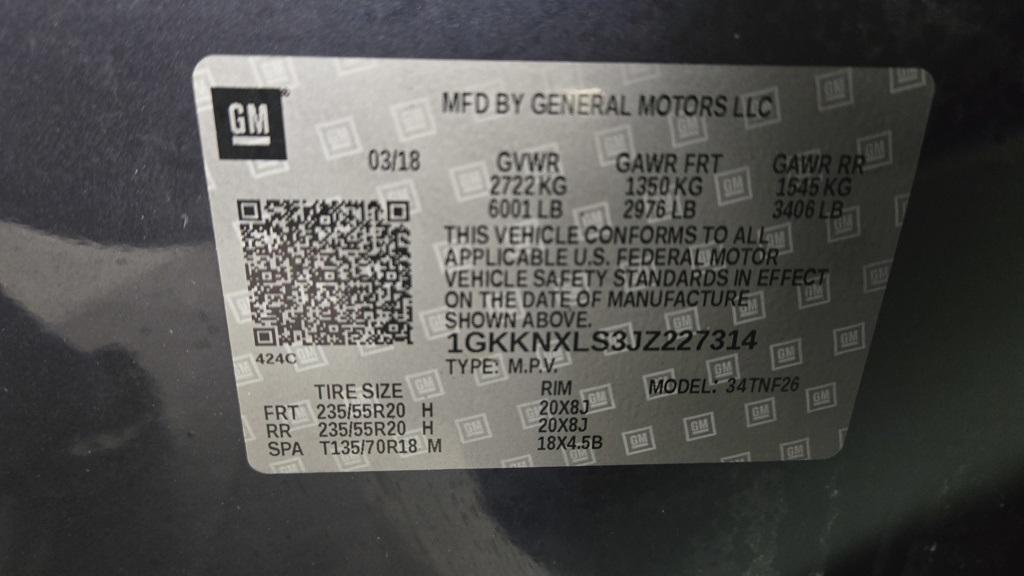 GM
MFD BY GENERAL MOTORS LLC
03/18 GVWR GAWR FRT GAWR RR
2722 KG 1350 KG 1545 KG
6001 LB 2976 LB 3406 LB
THIS VEHICLE CONFORMS TO ALL
APPLICABLE U.S. FEDERAL MOTOR
VEHICLE SAFETY STANDARDS IN EFFECT
ON THE DATE OF MANUFACTURE
SHOWN ABOVE.
1GKKNXLS3JZ227314
424C
TYPE: M.P.V.
TIRE SIZE RIM MODEL: 34TNF26
FRT 235/55R20 H 20X8J
RR 235/55R20 H 20X8J
SPA T135/70R18 M 18X4.5B